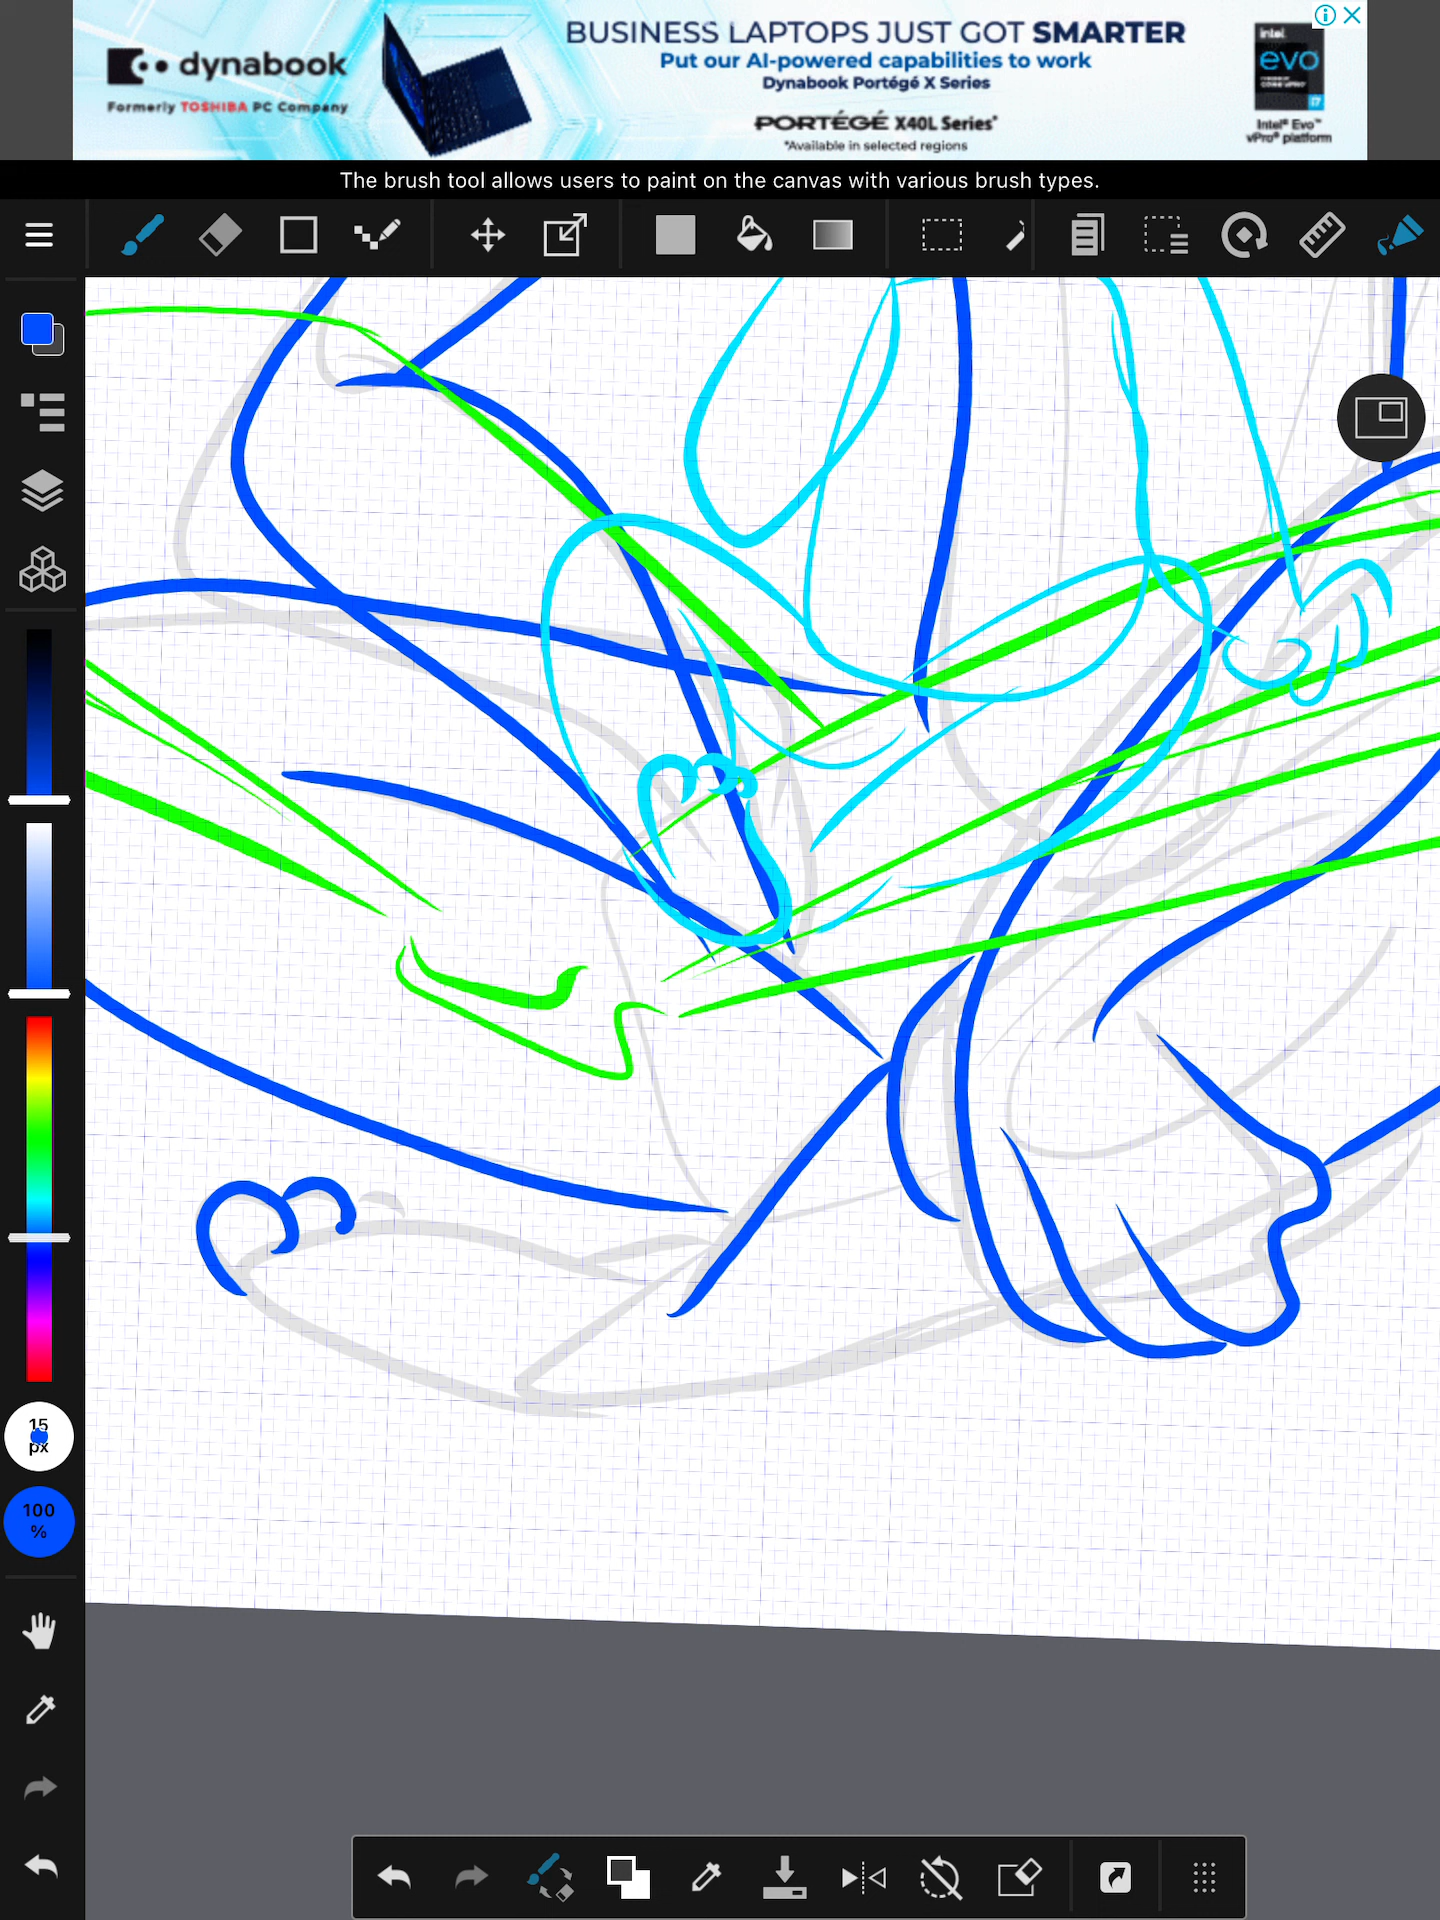 dynabook
Formerly TOSHIBA PC Company
BUSINESS LAPTOPS JUST GOT SMARTER
Put our AI-powered capabilities to work
Dynabook Portégé X Series
PORTÉGÉ X40L Series*
*Available in selected regions
intel
evo
i7
Intel® Evo™
vPro® platform
The brush tool allows users to paint on the canvas with various brush types.
15
px
100
%